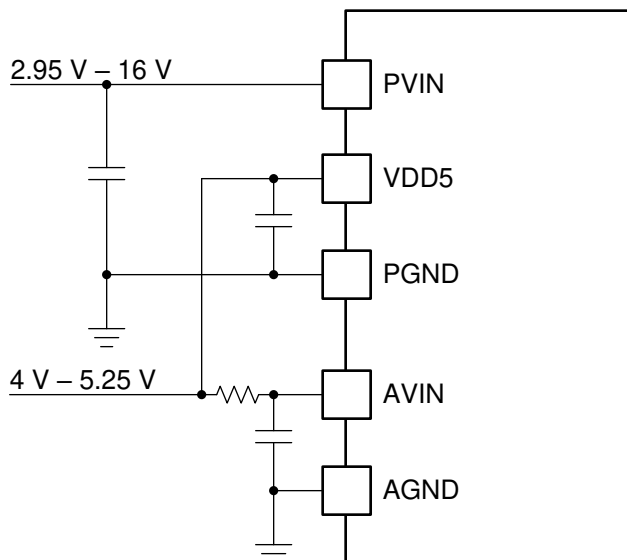 2.95 V – 16 V
PVIN
VDD5
PGND
4 V – 5.25 V
AVIN
AGND